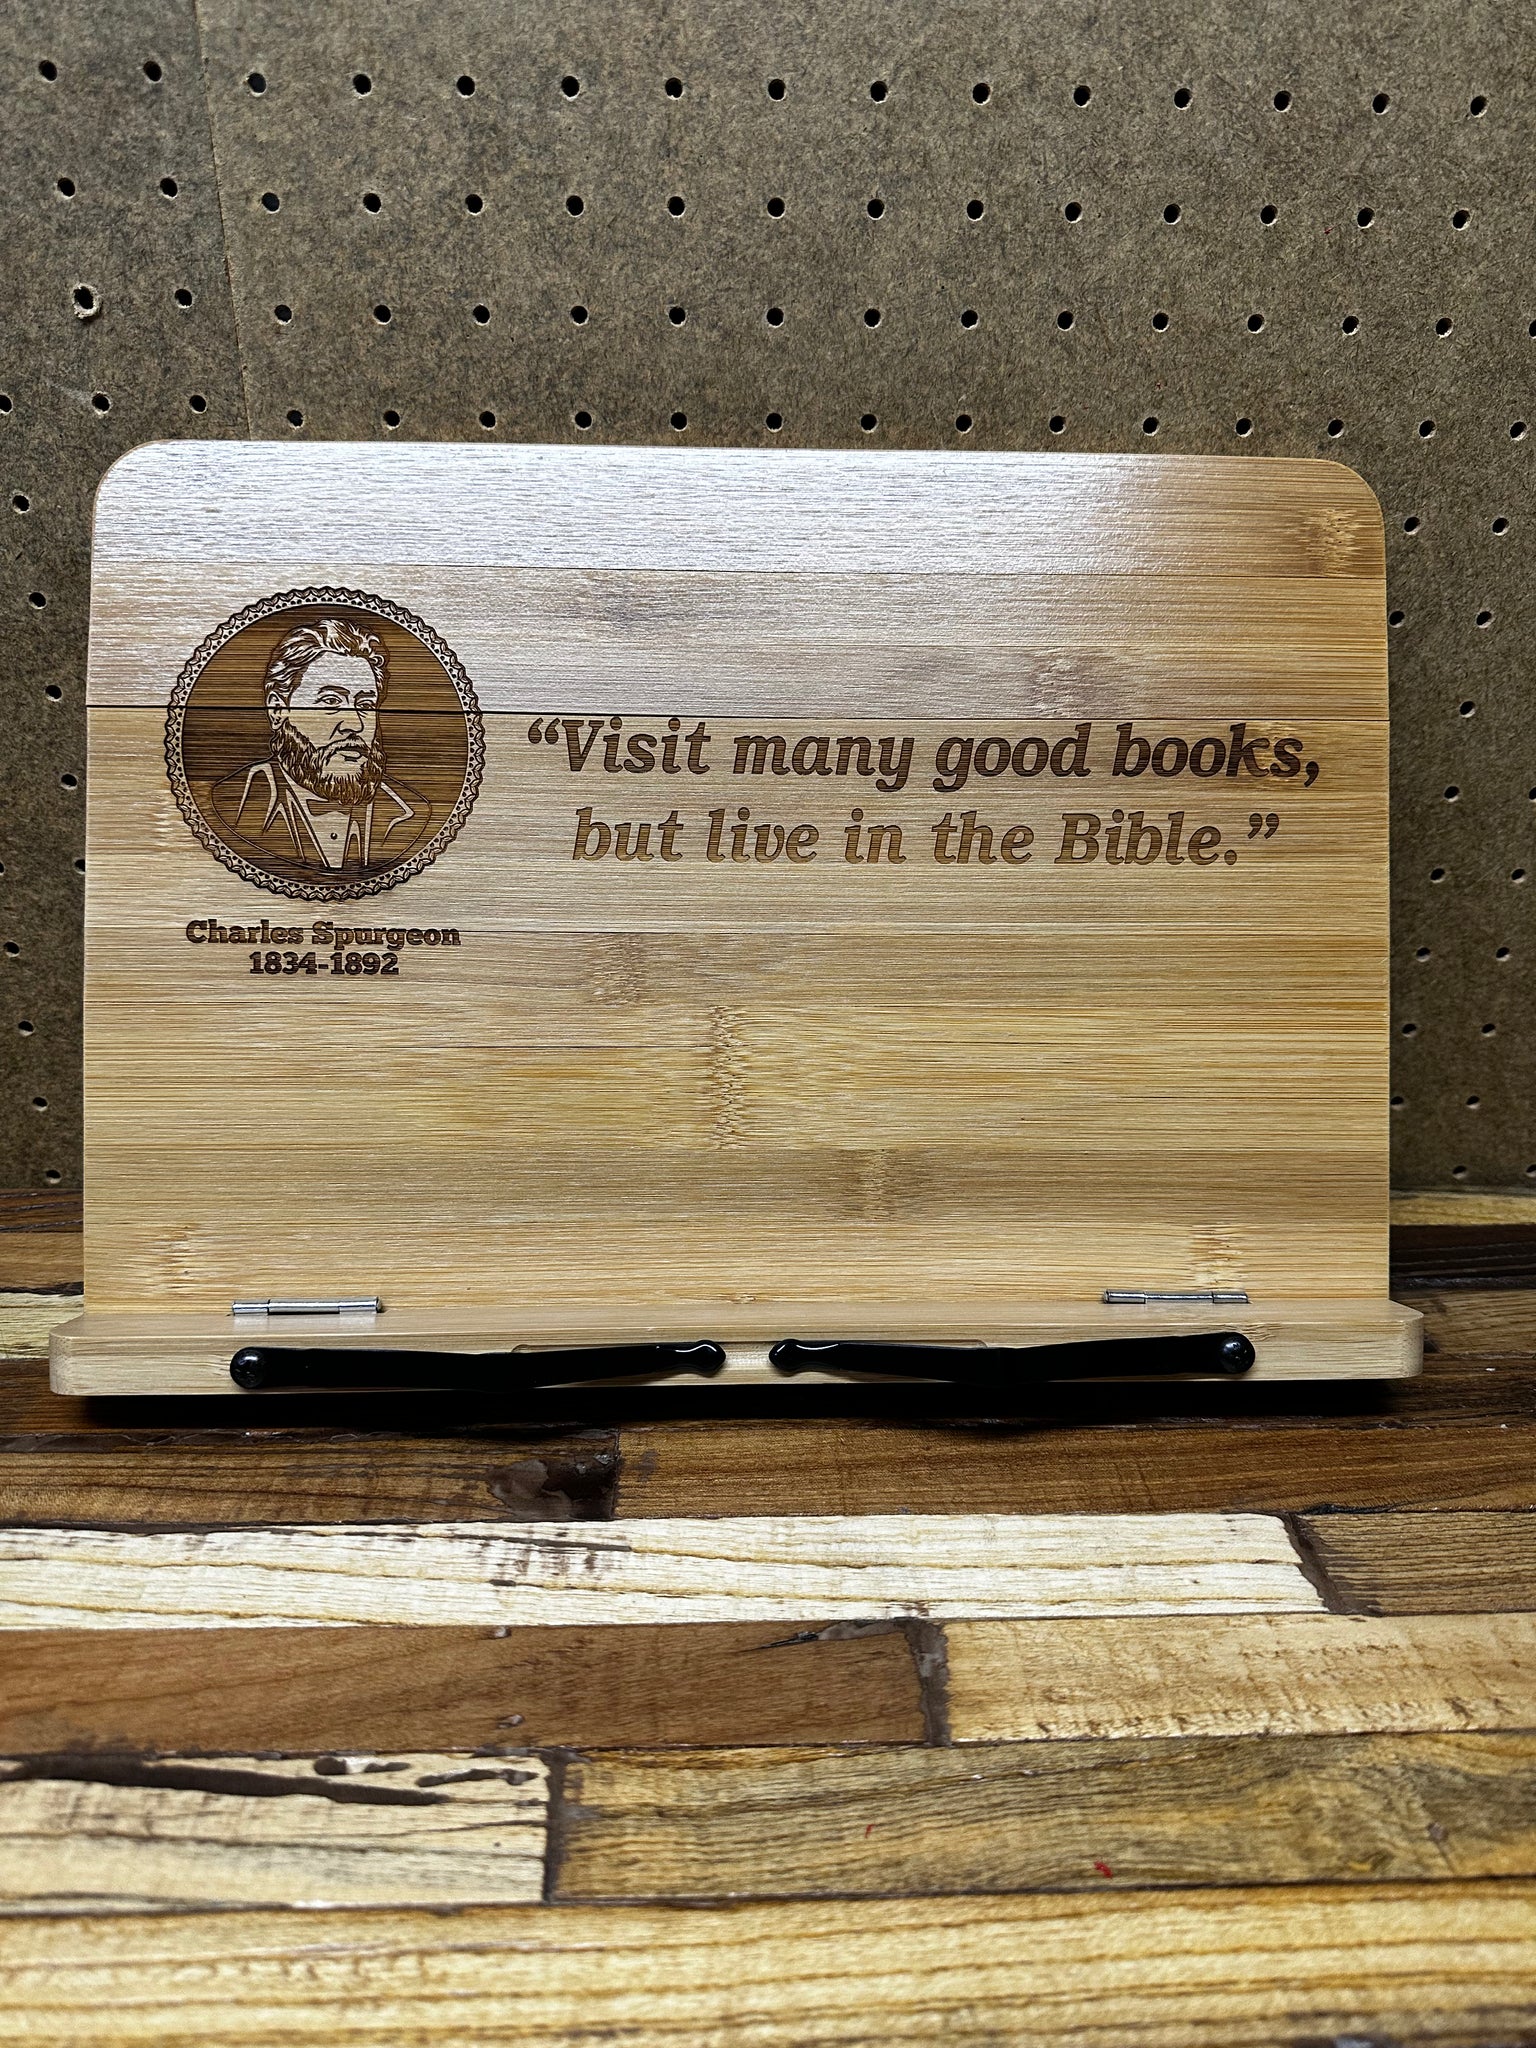 “Visit many good books,
but live in the Bible.”
Charles Spurgeon
1834-1892